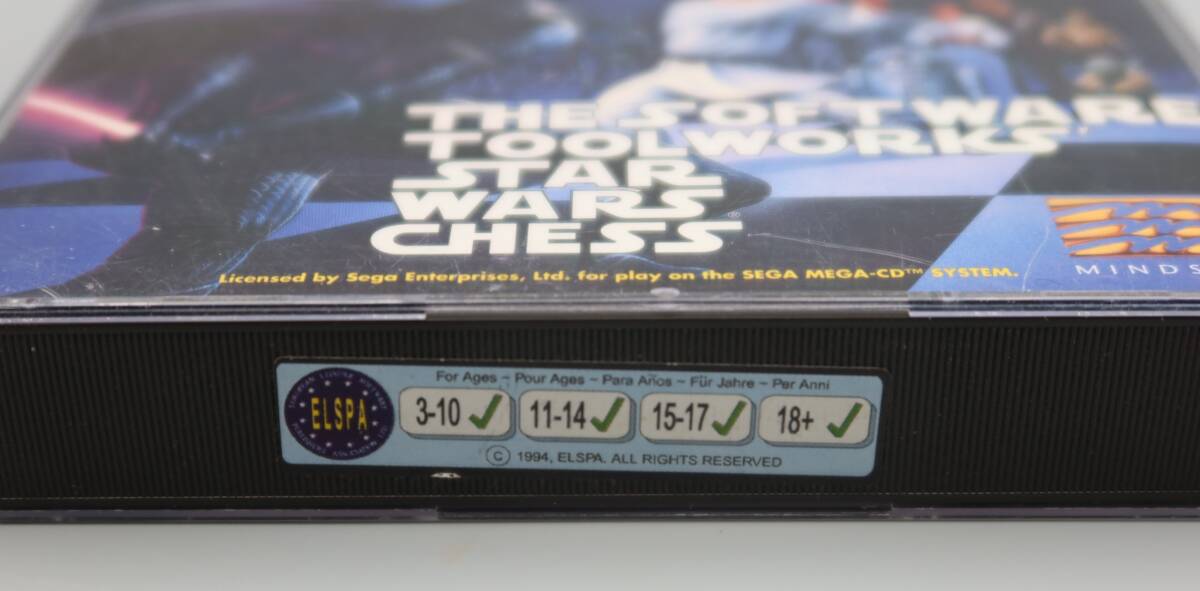 THE SOFTWARE
TOOLWORKS
STAR
WARS
CHESS
Licensed by Sega Enterprises, Ltd. for play on the SEGA MEGA-CD™ SYSTEM.
ELSPA
For Ages ~ Pour Ages ~ Para Años ~ Für Jahre ~ Per Anni
3-10 11-14 15-17 18+
© 1994, ELSPA. ALL RIGHTS RESERVED